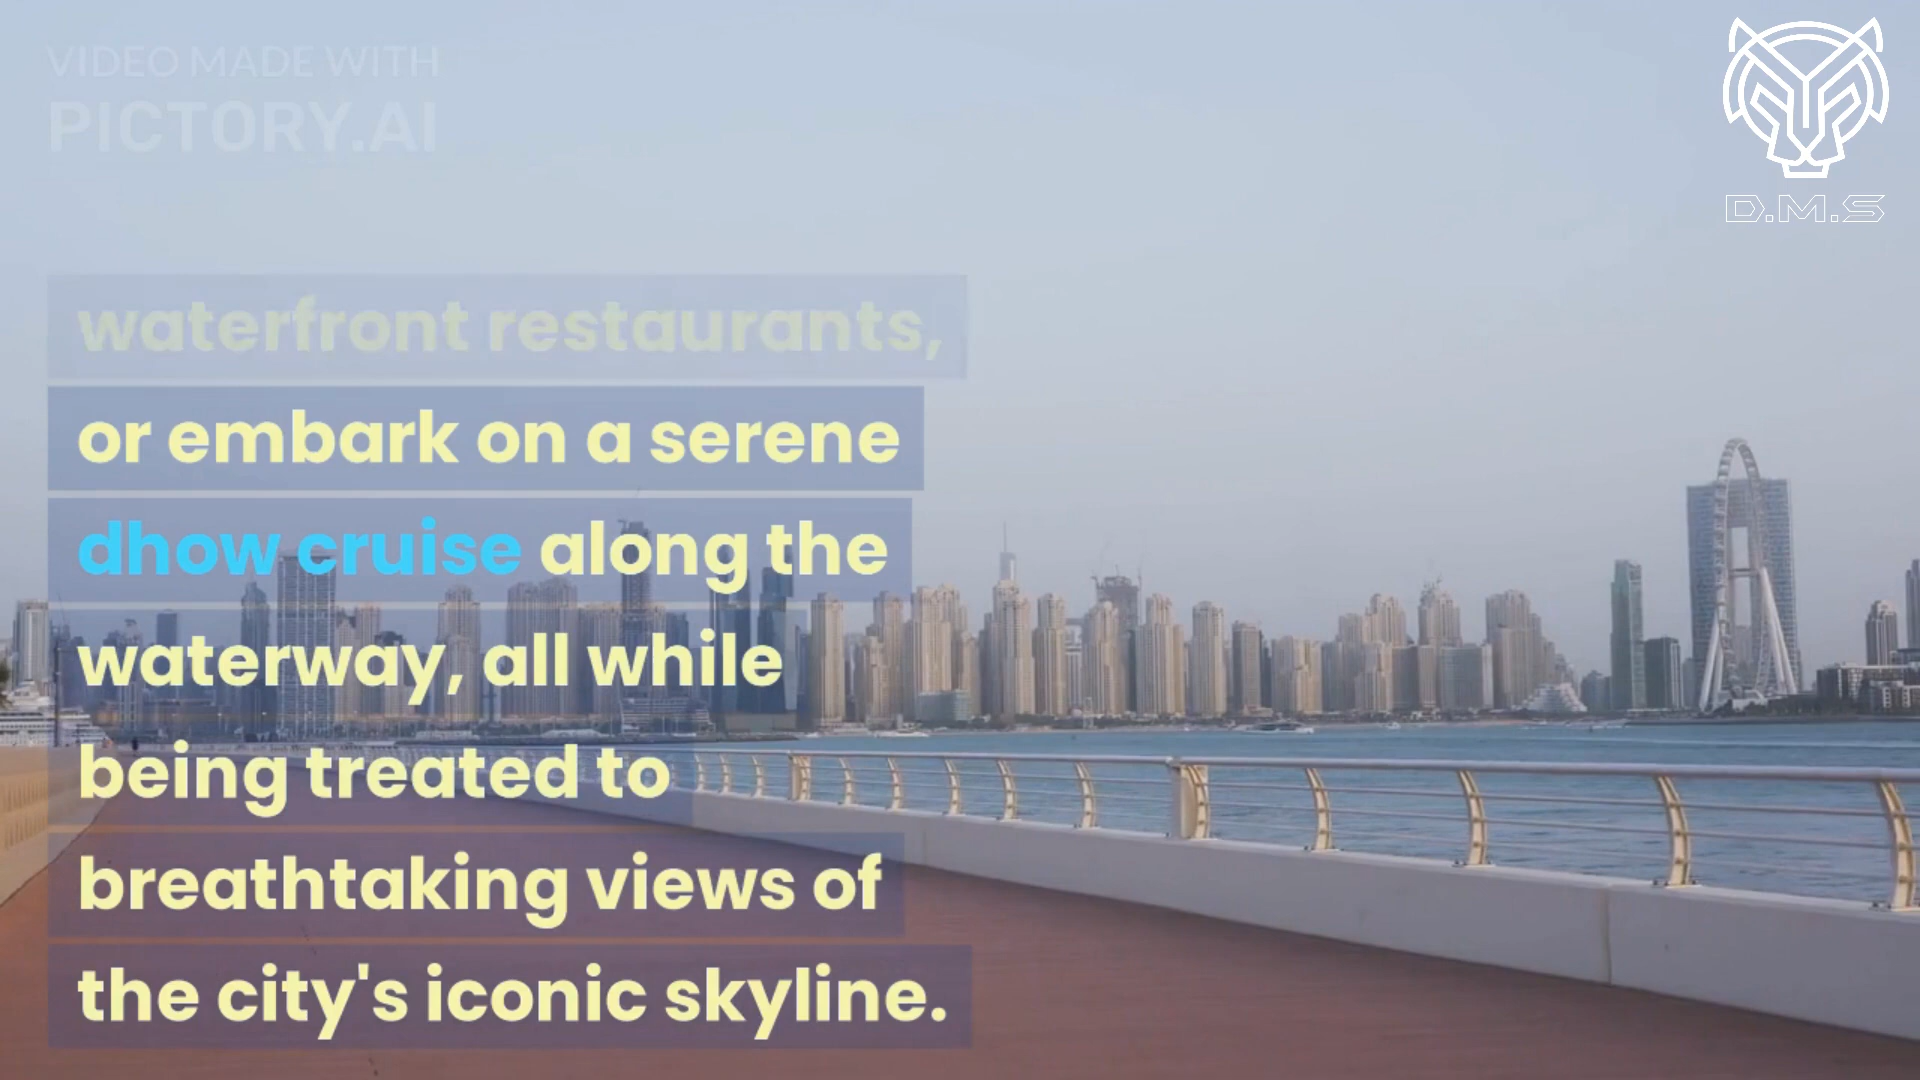 VIDEO MADE WITH
PICTORY.AI
D.M.S
waterfront restaurants,
or embark on a serene
dhow cruise along the
waterway, all while
being treated to
breathtaking views of
the city's iconic skyline.